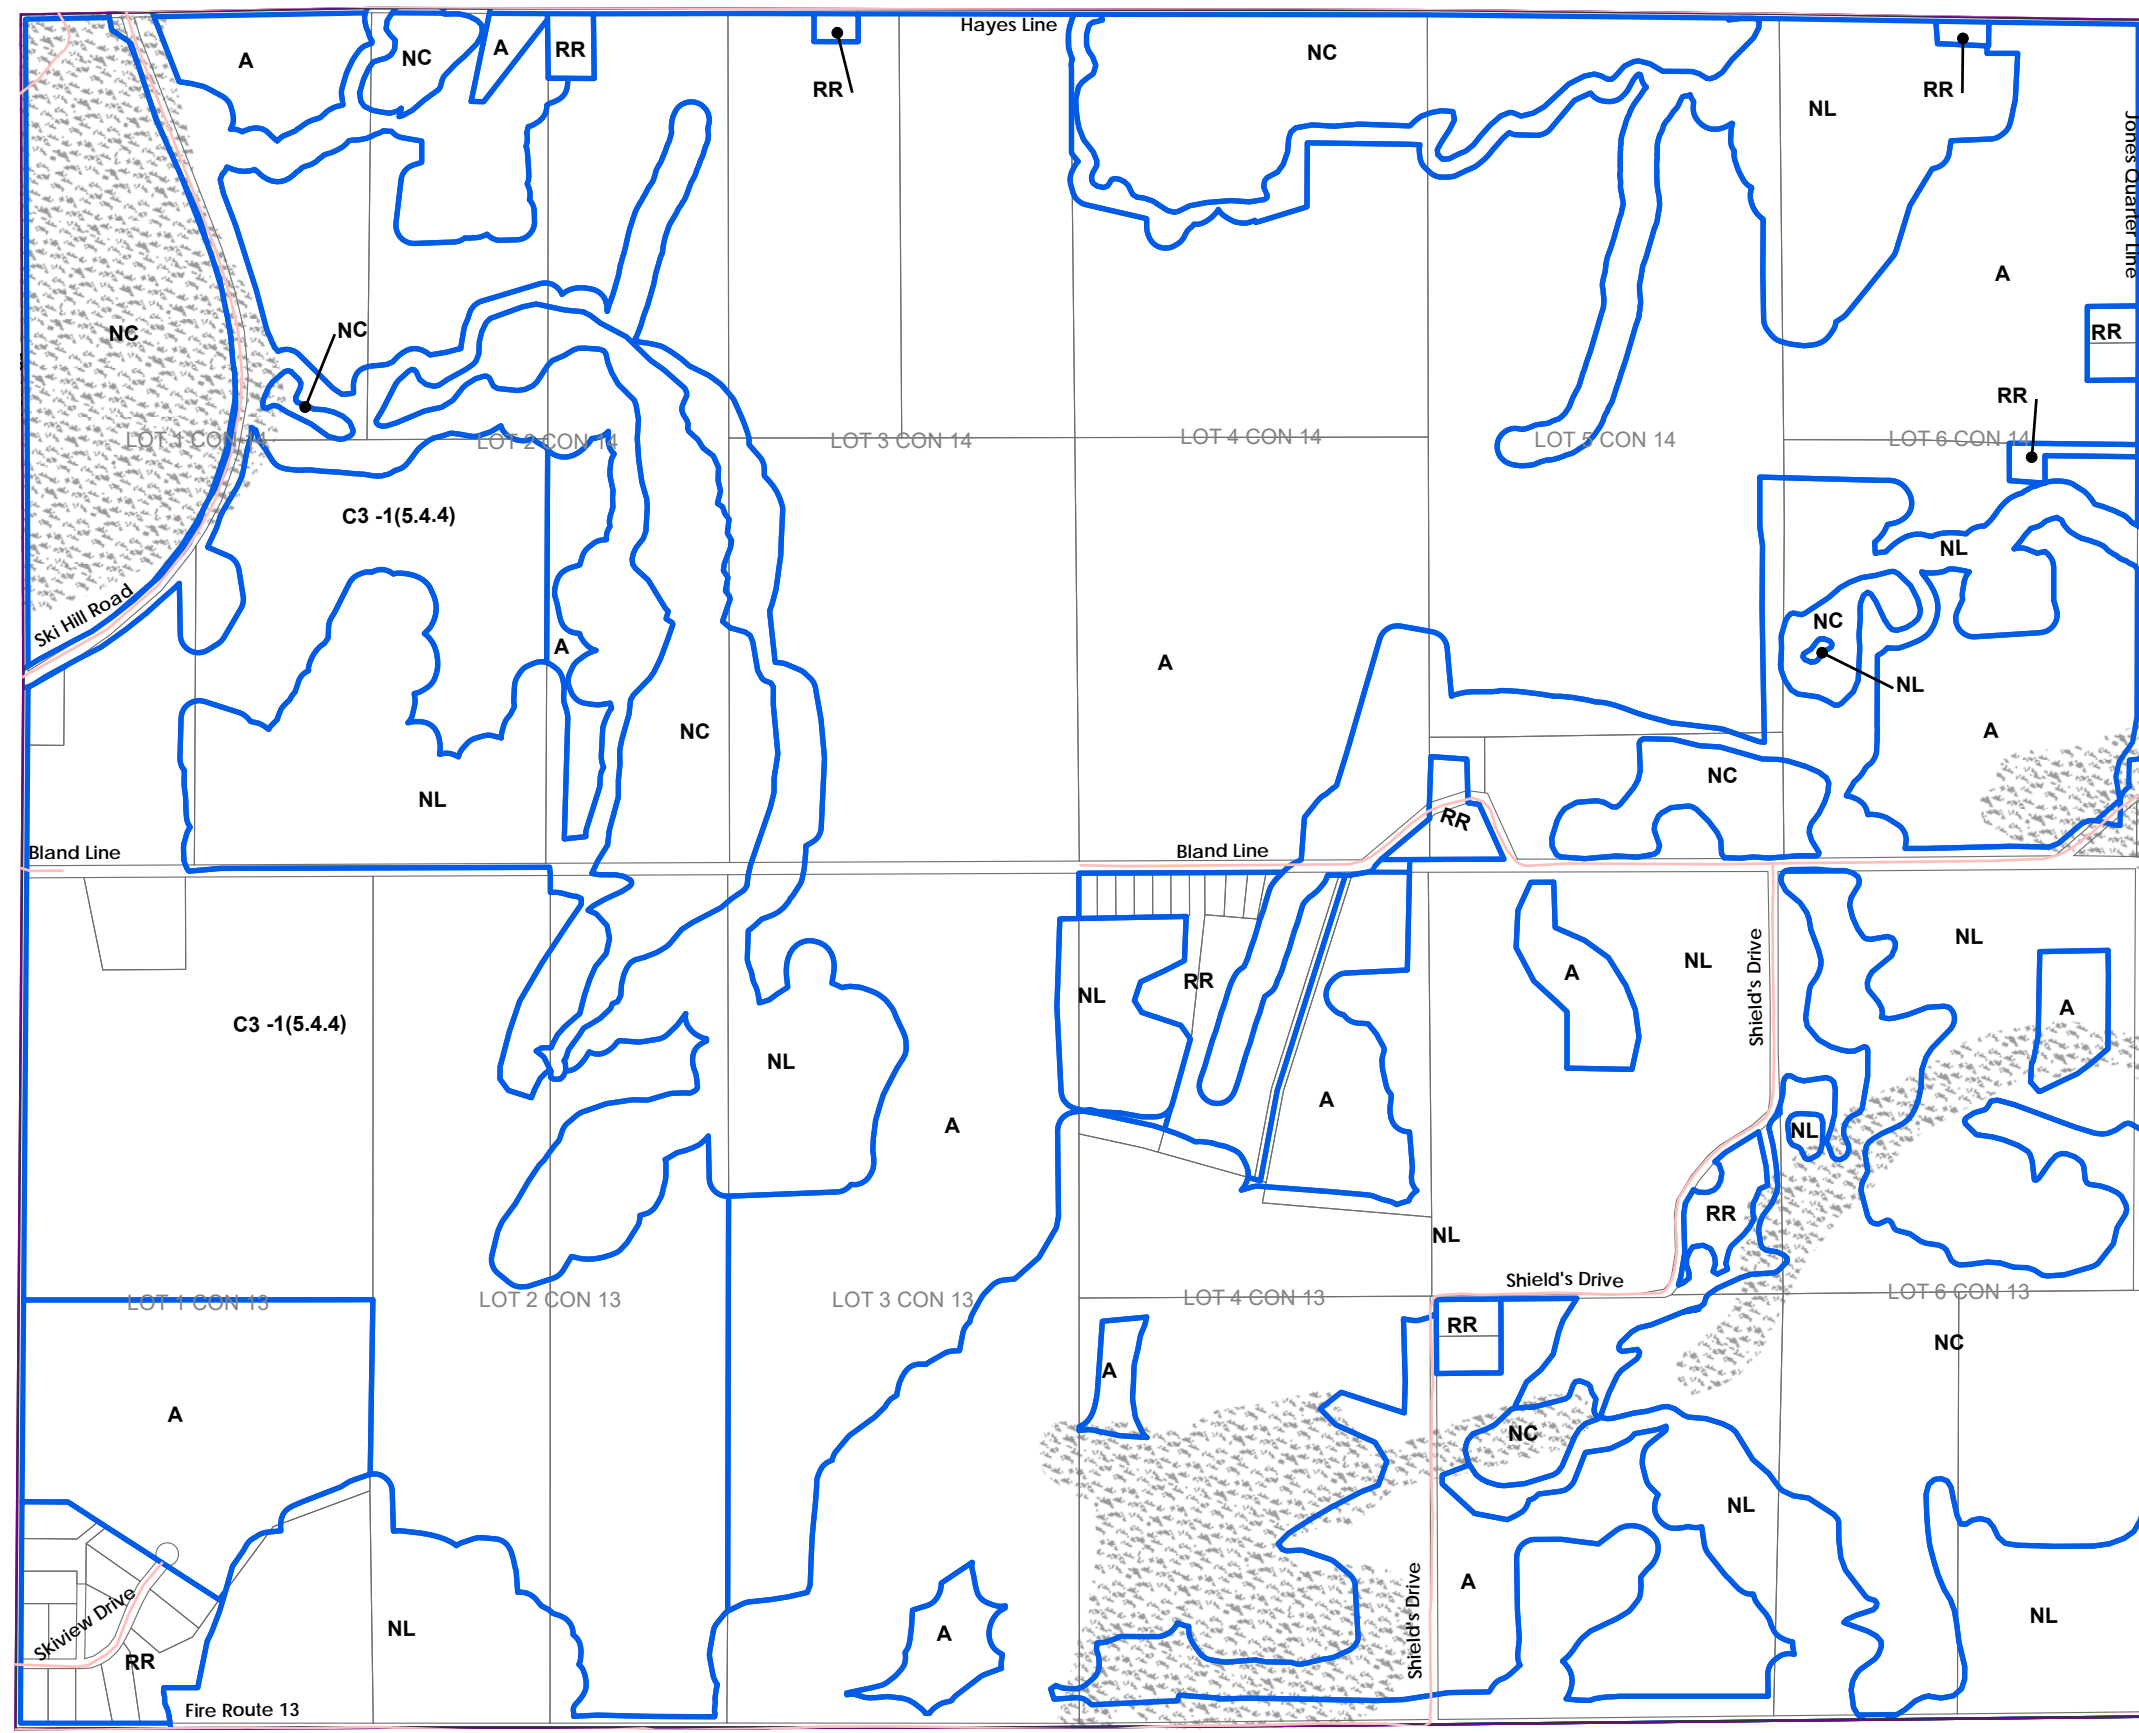 Hayes Line
A
NC
A
RR
RR
NC
NL
RR
Jones Quarter Line
A
NC
NC
RR
RR
LOT 1 CON 14
LOT 2 CON 14
LOT 3 CON 14
LOT 4 CON 14
LOT 5 CON 14
LOT 6 CON 14
C3 -1(5.4.4)
NL
Ski Hill Road
A
NC
A
NC
NL
NL
A
NC
NL
RR
Bland Line
Bland Line
NL
RR
NL
A
NL
Shield's Drive
NL
A
C3 -1(5.4.4)
NL
A
A
NL
RR
NL
Shield's Drive
LOT 1 CON 13
LOT 2 CON 13
LOT 3 CON 13
LOT 4 CON 13
LOT 6 CON 13
RR
NC
A
A
NC
NL
A
Shield's Drive
NL
A
NL
Skiview Drive
RR
Fire Route 13